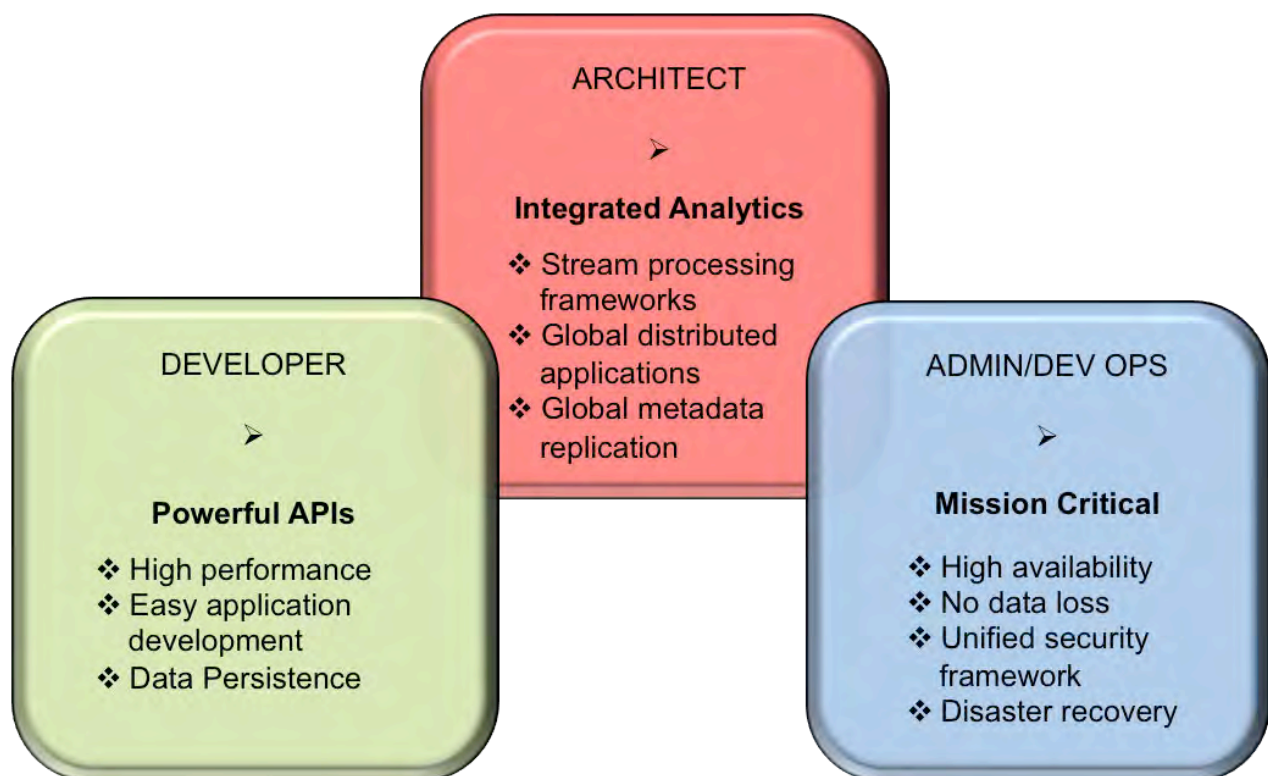 ARCHITECT
➢
Integrated Analytics
❖ Stream processing
frameworks
❖ Global distributed
applications
❖ Global metadata
replication
DEVELOPER
➢
Powerful APIs
❖ High performance
❖ Easy application
development
❖ Data Persistence
ADMIN/DEV OPS
➢
Mission Critical
❖ High availability
❖ No data loss
❖ Unified security
framework
❖ Disaster recovery